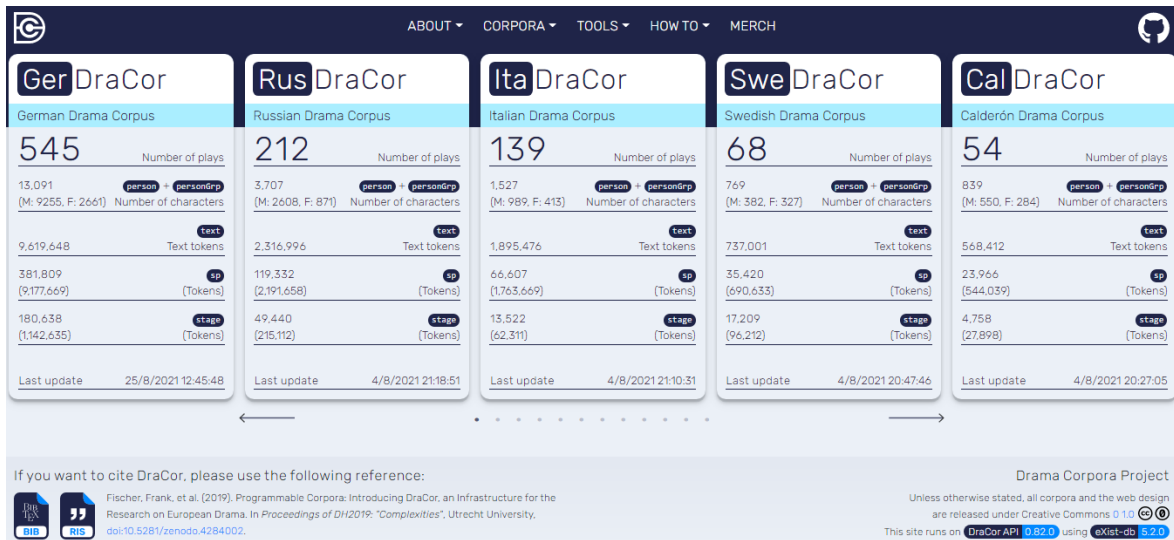 ABOUT CORPORA TOOLS HOW TO MERCH
GerDraCor
German Drama Corpus
545 Number of plays
13,091 person + personGrp
(M: 9255, F: 2661) Number of characters
text
9,619,648 Text tokens
381,809 sp
(9,177,669) (Tokens)
180,638 stage
(1,142,635) (Tokens)
Last update 25/8/2021 12:45:48
RusDraCor
Russian Drama Corpus
212 Number of plays
3,707 person + personGrp
(M: 2608, F: 871) Number of characters
text
2,316,996 Text tokens
119,332 sp
(2,191,658) (Tokens)
49,440 stage
(215,112) (Tokens)
Last update 4/8/2021 21:18:51
ItaDraCor
Italian Drama Corpus
139 Number of plays
1,527 person + personGrp
(M: 989, F: 413) Number of characters
text
1,895,476 Text tokens
66,607 sp
(1,763,669) (Tokens)
13,522 stage
(62,311) (Tokens)
Last update 4/8/2021 21:10:31
SweDraCor
Swedish Drama Corpus
68 Number of plays
769 person + personGrp
(M: 382, F: 327) Number of characters
text
737,001 Text tokens
35,420 sp
(690,633) (Tokens)
17,209 stage
(96,212) (Tokens)
Last update 4/8/2021 20:47:46
CalDraCor
Calderón Drama Corpus
54 Number of plays
839 person + personGrp
(M: 550, F: 284) Number of characters
text
568,412 Text tokens
23,966 sp
(544,039) (Tokens)
4,758 stage
(27,898) (Tokens)
Last update 4/8/2021 20:27:05
If you want to cite DraCor, please use the following reference:
BIBTEX
BIB
RIS
Fischer, Frank, et al. (2019). Programmable Corpora: Introducing DraCor, an Infrastructure for the
Research on European Drama. In Proceedings of DH2019: "Complexities", Utrecht University,
doi:10.5281/zenodo.4284002.
Drama Corpora Project
Unless otherwise stated, all corpora and the web design
are released under Creative Commons 0 1.0 cc 0
This site runs on DraCor API 0.82.0 using eXist-db 5.2.0